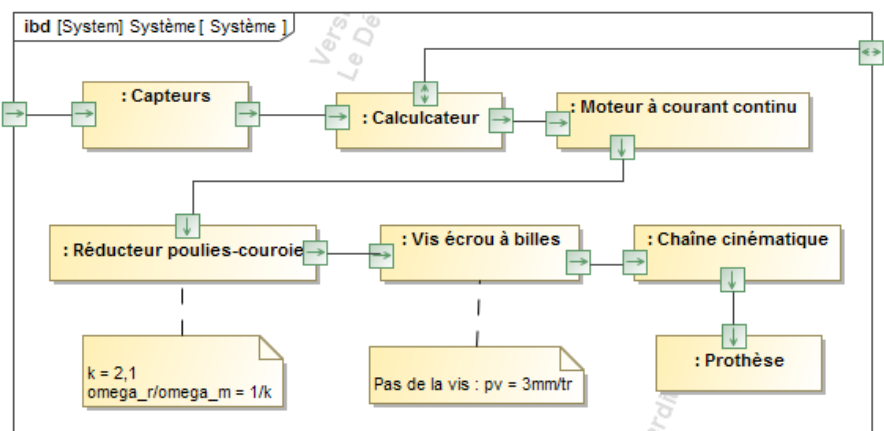 ibd [System] Système [ Système ]
: Capteurs
: Calculcateur
: Moteur à courant continu
: Réducteur poulies-couroie
: Vis écrou à billes
: Chaîne cinématique
k = 2,1
omega_r/omega_m = 1/k
Pas de la vis : pv = 3mm/tr
: Prothèse